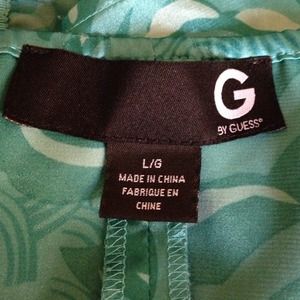 G
BY GUESS®
L/G
MADE IN CHINA
FABRIQUE EN
CHINE